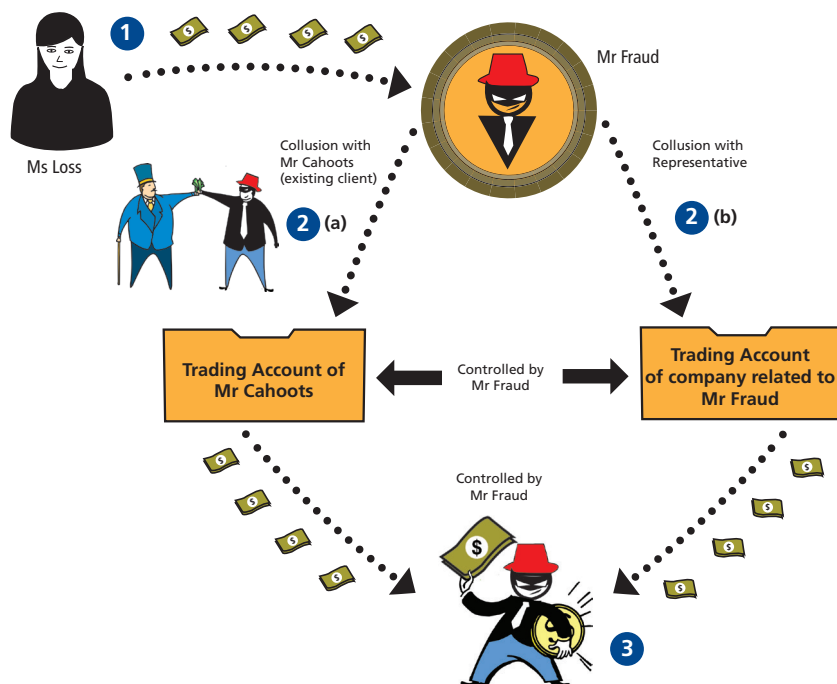 1
Mr Fraud
Ms Loss
Collusion with
Mr Cahoots
(existing client)
2 (a)
Collusion with
Representative
2 (b)
Trading Account of
Mr Cahoots
Controlled by
Mr Fraud
Trading Account
of company related to
Mr Fraud
Controlled by
Mr Fraud
$
$
$
$
$
$
$
$
$
$
$
$
$
3